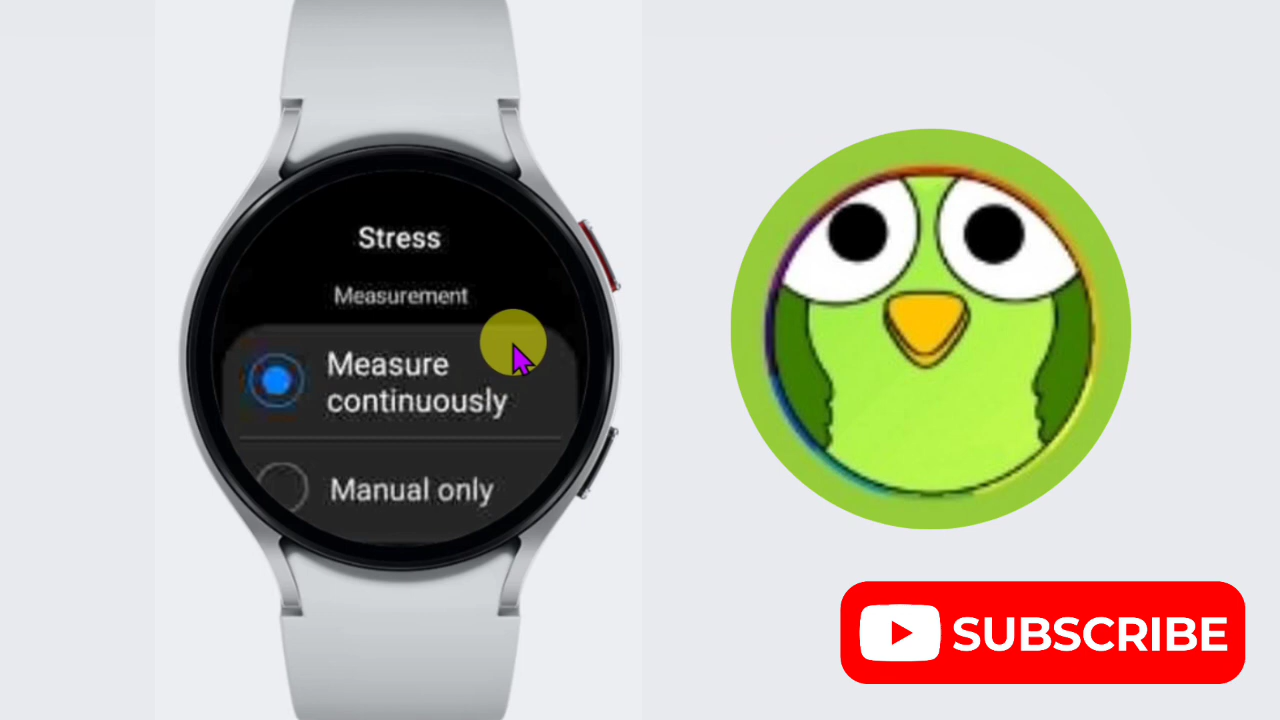 Stress
Measurement
Measure
continuously
Manual only
SUBSCRIBE